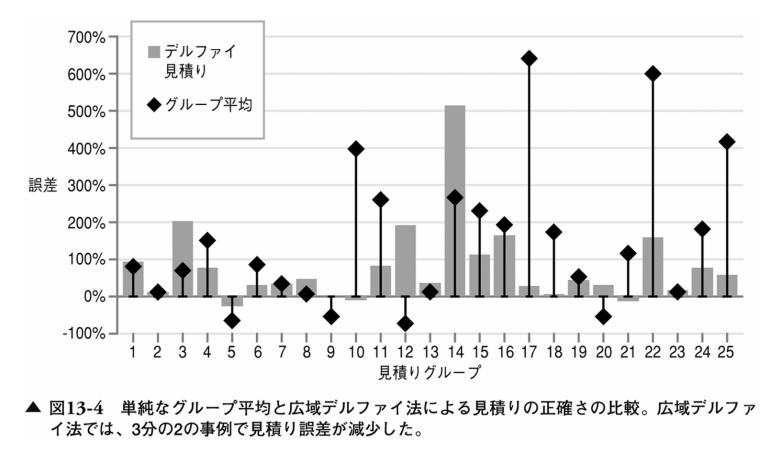 700%
600%
500%
400%
300%
200%
100%
0%
-100%
誤差
デルファイ
見積り
グループ平均
1 2 3 4 5 6 7 8 9 10 11 12 13 14 15 16 17 18 19 20 21 22 23 24 25
見積りグループ
▲ 図13-4 単純なグループ平均と広域デルファイ法による見積りの正確さの比較。広域デルファ
イ法では、3分の2の事例で見積り誤差が減少した。